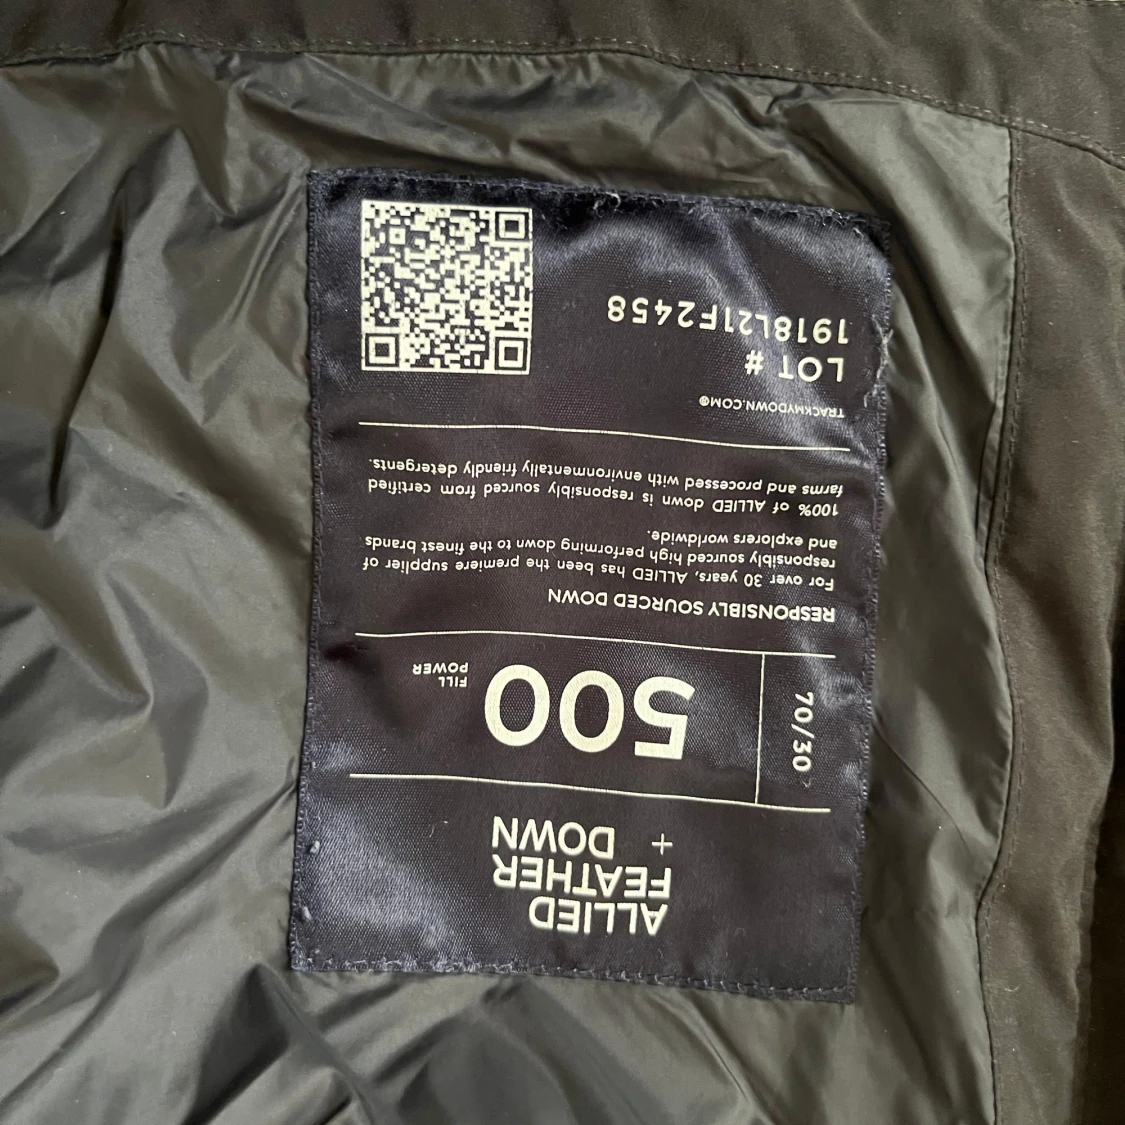 ALLIED
FEATHER
+ DOWN
70/30
500
FILL
POWER
RESPONSIBLY SOURCED DOWN
For over 30 years, ALLIED has been the premiere supplier of
responsibly sourced high performing down to the finest brands
and explorers worldwide.
100% of ALLIED down is responsibly sourced from certified
farms and processed with environmentally friendly detergents.
TRACKMYDOWN.COM®
LOT #
1918L21F2458